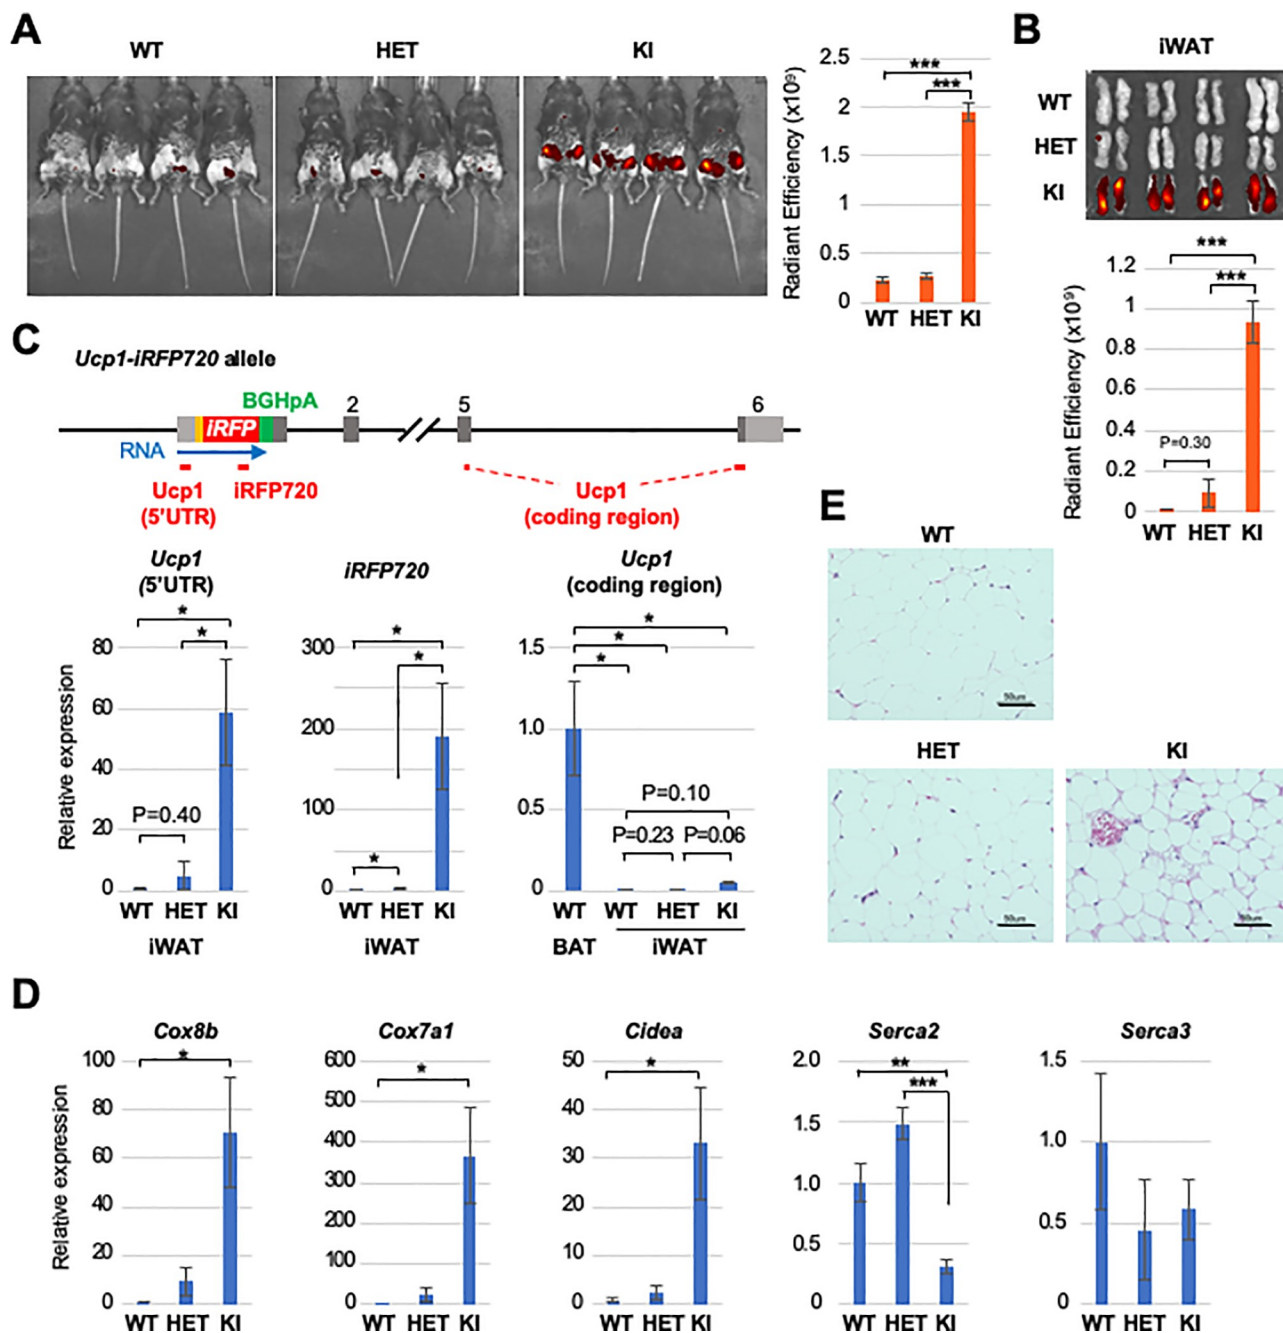 A
WT
HET
KI
Radiant Efficiency (x10⁹)
2.5
2
1.5
1
0.5
0
***
***
WT HET KI
B
iWAT
WT
HET
KI
Radiant Efficiency (x10⁹)
1.2
1
0.8
0.6
0.4
0.2
0
***
***
P=0.30
WT HET KI
C
Ucp1-iRFP720 allele
BGHpA
iRFP
2
5
6
RNA
Ucp1
(5'UTR)
iRFP720
Ucp1
(coding region)
Ucp1
(5'UTR)
Relative expression
80
60
40
20
0
*
*
P=0.40
WT HET KI
iWAT
iRFP720
300
200
100
0
*
*
*
WT HET KI
iWAT
Ucp1
(coding region)
1.5
1.0
0.5
0
*
*
*
P=0.10
P=0.23 P=0.06
WT WT HET KI
BAT iWAT
E
WT
50um
HET
50um
KI
50um
D
Cox8b
Relative expression
100
80
60
40
20
0
*
WT HET KI
Cox7a1
600
500
400
300
200
100
0
*
WT HET KI
Cidea
50
40
30
20
10
0
*
WT HET KI
Serca2
2.0
1.5
1.0
0.5
0
**
***
WT HET KI
Serca3
1.5
1.0
0.5
0
WT HET KI